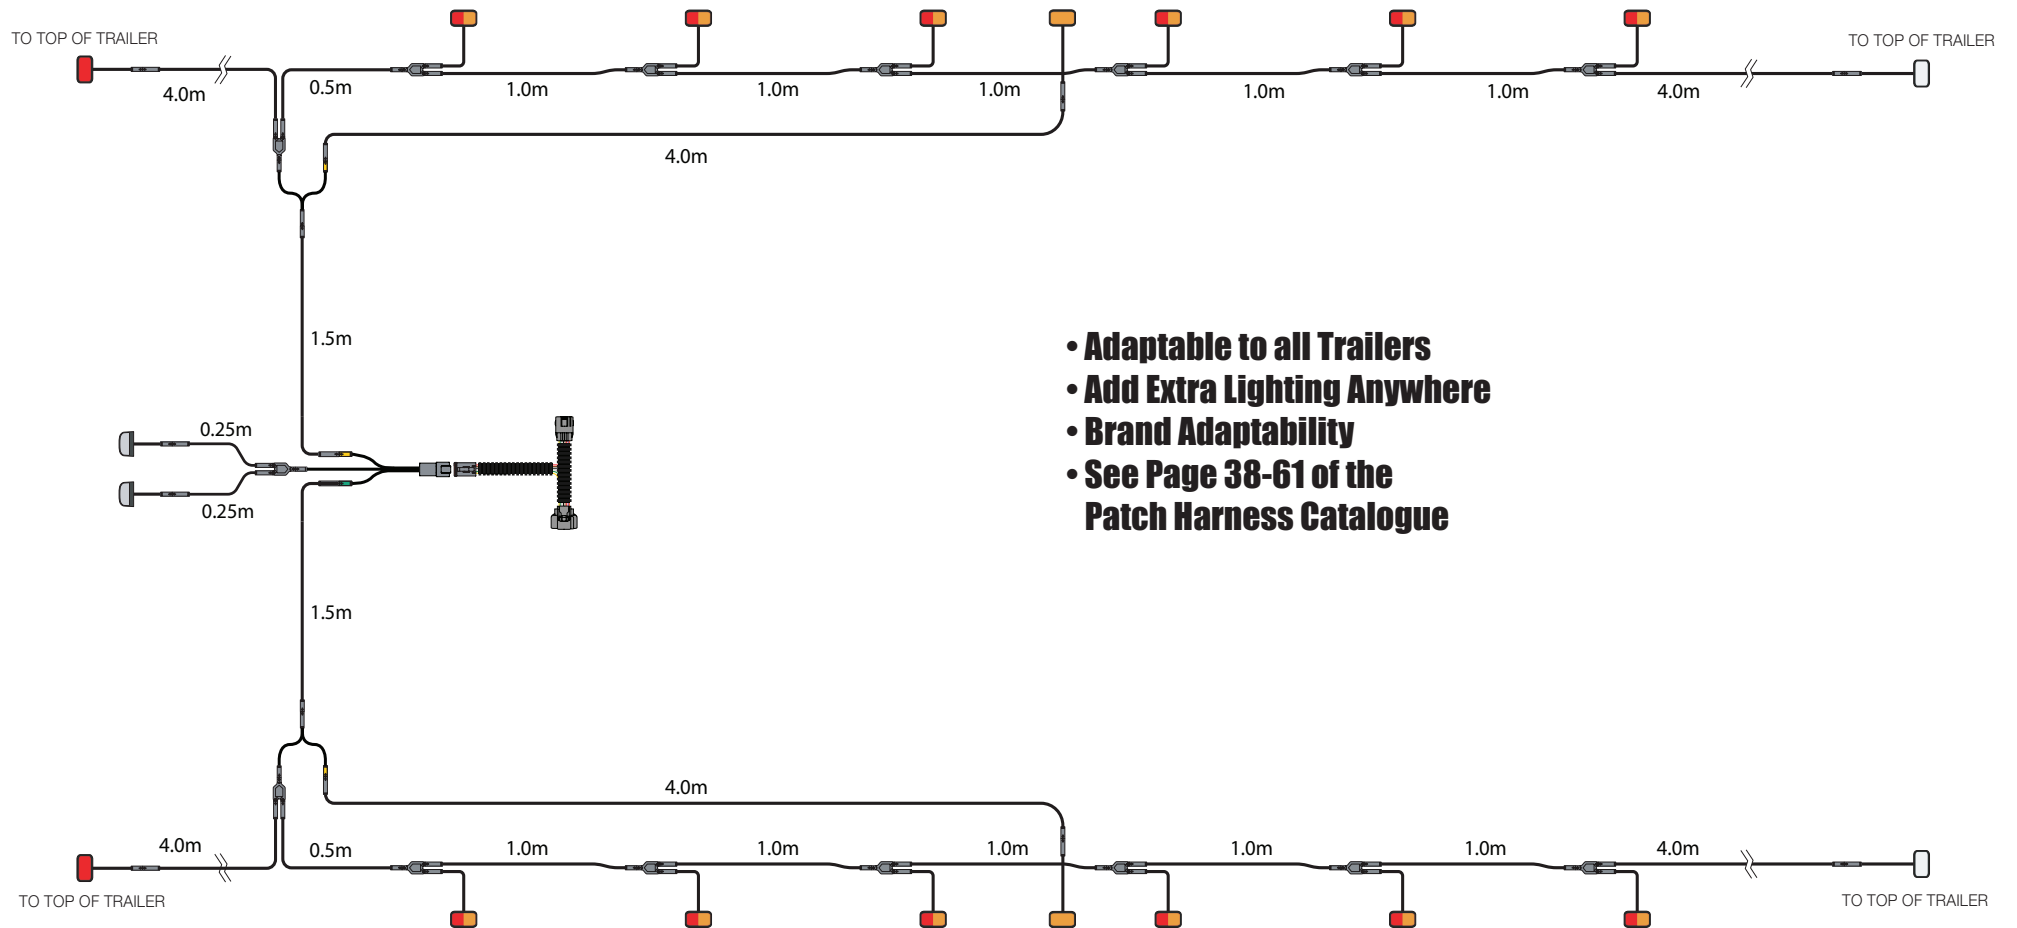 TO TOP OF TRAILER
TO TOP OF TRAILER
4.0m
0.5m
1.0m
1.0m
1.0m
1.0m
1.0m
4.0m
4.0m
1.5m
• Adaptable to all Trailers
• Add Extra Lighting Anywhere
• Brand Adaptability
• See Page 38-61 of the
Patch Harness Catalogue
0.25m
0.25m
1.5m
4.0m
4.0m
0.5m
1.0m
1.0m
1.0m
1.0m
1.0m
4.0m
TO TOP OF TRAILER
TO TOP OF TRAILER